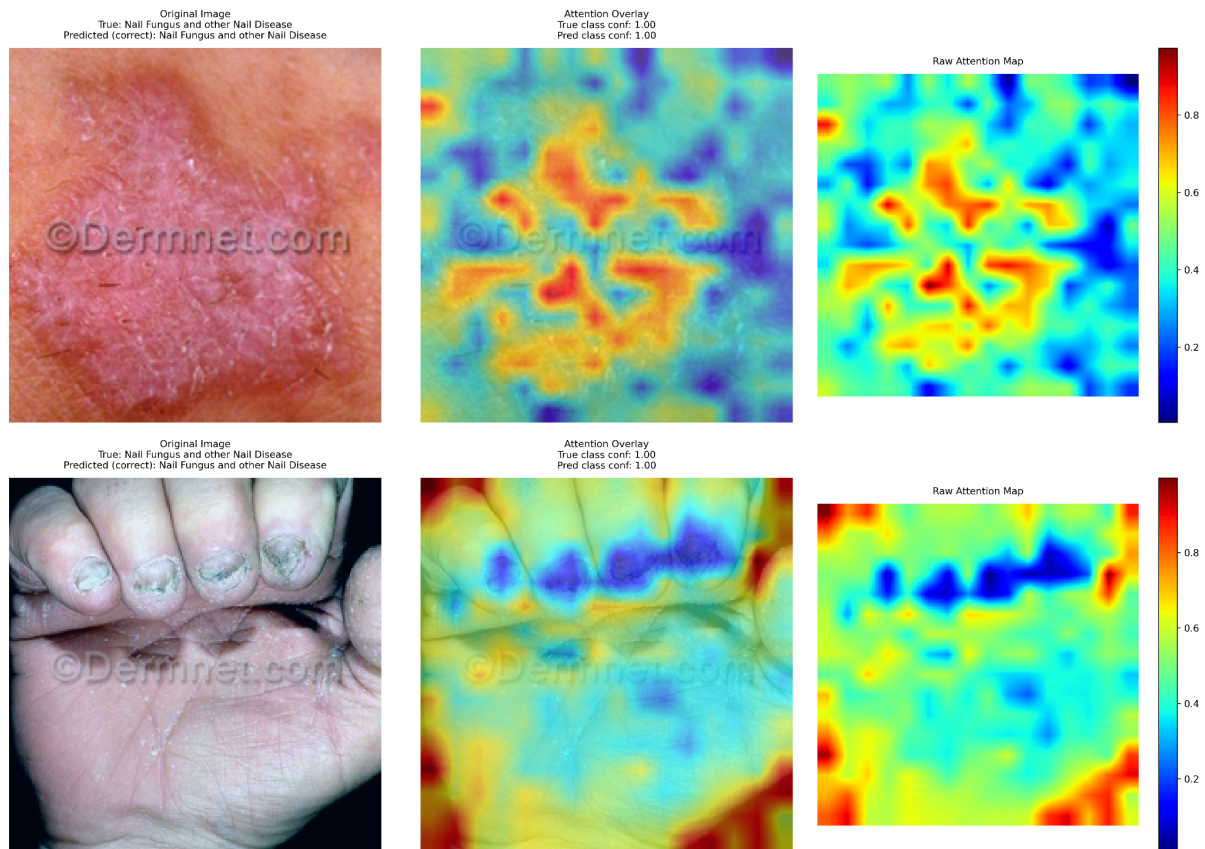 Original Image
True: Nail Fungus and other Nail Disease
Predicted (correct): Nail Fungus and other Nail Disease
Attention Overlay
True class conf: 1.00
Pred class conf: 1.00
Raw Attention Map
©Dermnet.com
©Dermnet.com
0.8
0.6
0.4
0.2
Original Image
True: Nail Fungus and other Nail Disease
Predicted (correct): Nail Fungus and other Nail Disease
Attention Overlay
True class conf: 1.00
Pred class conf: 1.00
Raw Attention Map
©Dermnet.com
©Dermnet.com
0.8
0.6
0.4
0.2